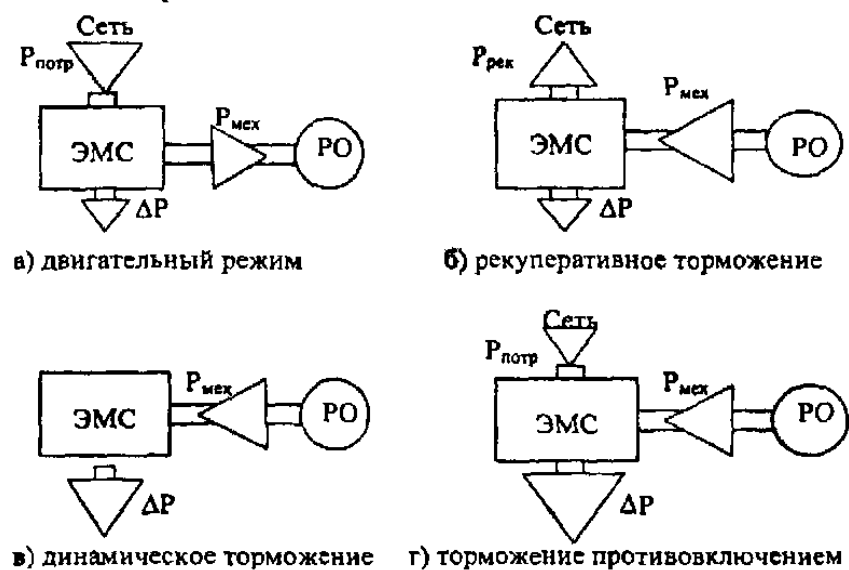 Сеть
Pпотр
ЭМС
Pмех
РО
ΔP
а) двигательный режим
Сеть
Pрек
ЭМС
Pмех
РО
ΔP
б) рекуперативное торможение
ЭМС
Pмех
РО
ΔP
в) динамическое торможение
Сеть
Pпотр
ЭМС
Pмех
РО
ΔP
г) торможение противовключением